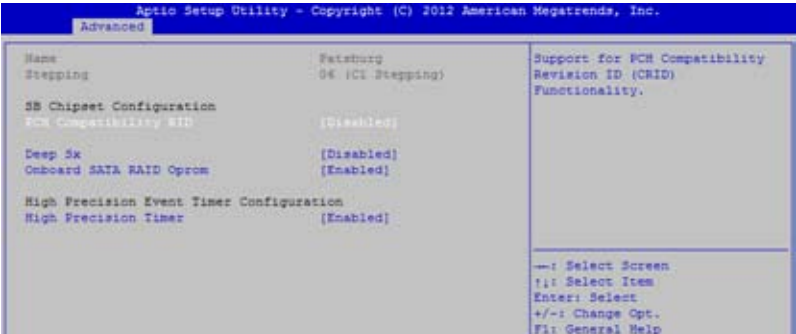 Aptio Setup Utility - Copyright (C) 2012 American Megatrends, Inc.
Advanced
Name Patsburg
Stepping 06 (C1 Stepping)
SB Chipset Configuration
PCH Compatibility RID [Disabled]
Deep Sx [Disabled]
Onboard SATA RAID Oprom [Enabled]
High Precision Event Timer Configuration
High Precision Timer [Enabled]
Support for PCH Compatibility
Revision ID (CRID)
Functionality.
→←: Select Screen
↑↓: Select Item
Enter: Select
+/-: Change Opt.
F1: General Help